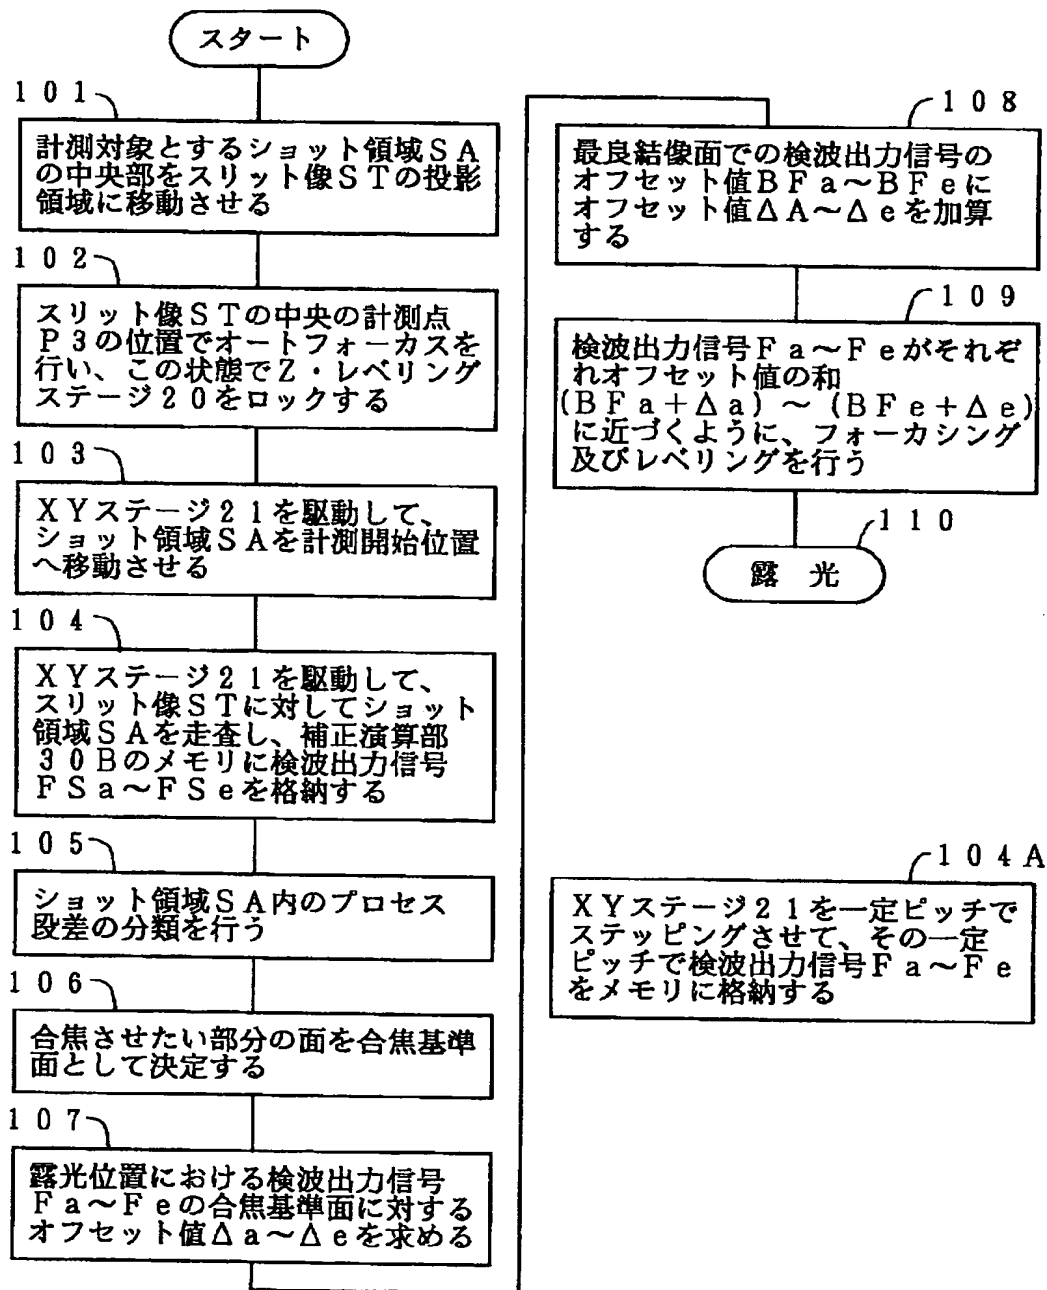 スタート
101
計測対象とするショット領域SA
の中央部をスリット像STの投影
領域に移動させる
102
スリット像STの中央の計測点
P3の位置でオートフォーカスを
行い、この状態でZ・レベリング
ステージ20をロックする
103
XYステージ21を駆動して、
ショット領域SAを計測開始位置
へ移動させる
104
XYステージ21を駆動して、
スリット像STに対してショット
領域SAを走査し、補正演算部
30Bのメモリに検波出力信号
FSa～FSeを格納する
105
ショット領域SA内のプロセス
段差の分類を行う
106
合焦させたい部分の面を合焦基準
面として決定する
107
露光位置における検波出力信号
Fa～Feの合焦基準面に対する
オフセット値Δa～Δeを求める
108
最良結像面での検波出力信号の
オフセット値BFa～BFeに
オフセット値ΔA～Δeを加算
する
109
検波出力信号Fa～Feがそれぞ
れオフセット値の和
(BFa+Δa)～(BFe+Δe)
に近づくように、フォーカシング
及びレベリングを行う
110
露 光
104A
XYステージ21を一定ピッチで
ステッピングさせて、その一定
ピッチで検波出力信号Fa～Fe
をメモリに格納する